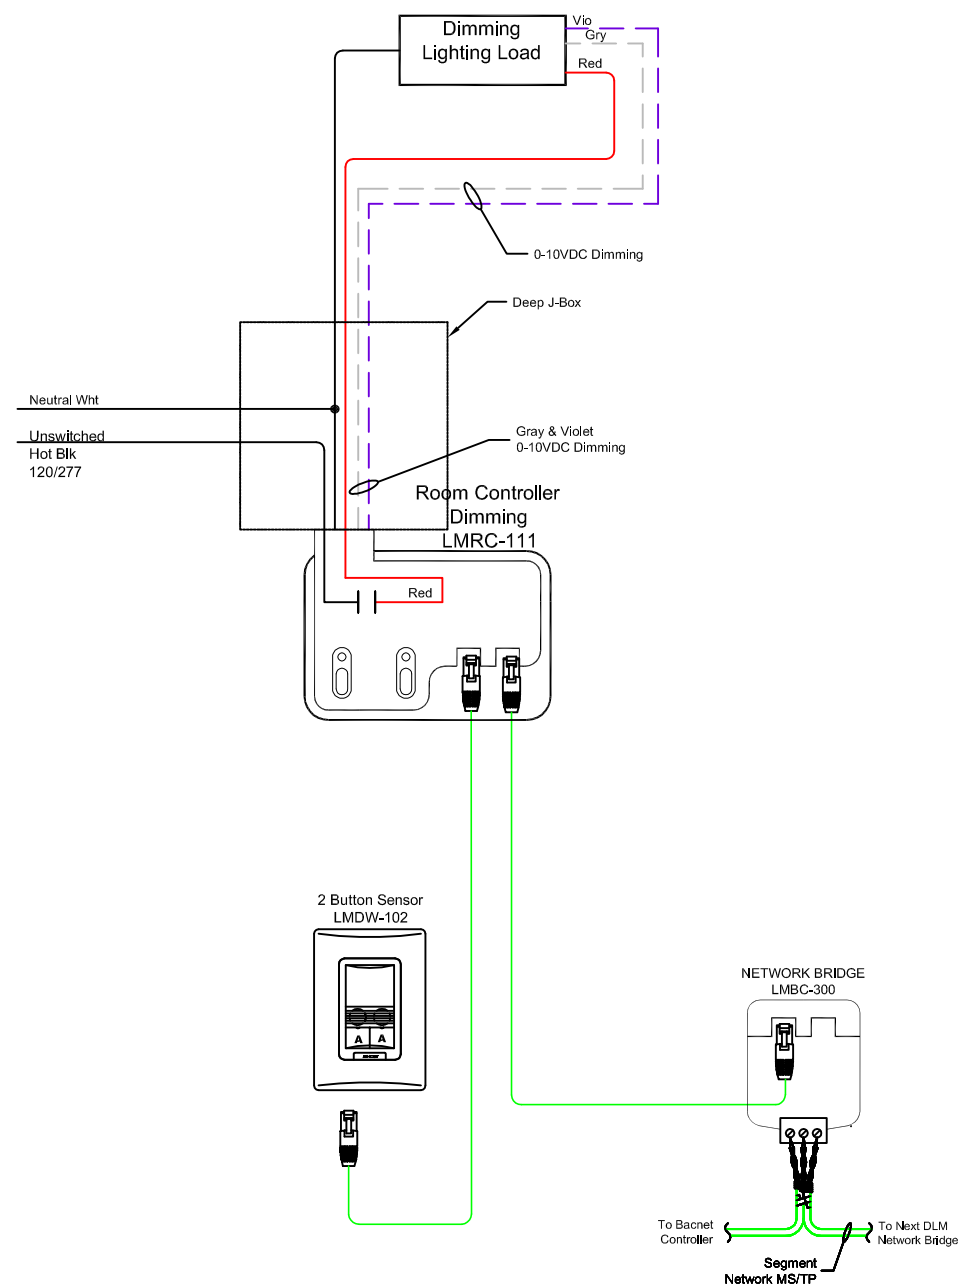 Dimming
Lighting Load
Vio
Gry
Red
0-10VDC Dimming
Deep J-Box
Neutral Wht
Unswitched
Hot Blk
120/277
Gray & Violet
0-10VDC Dimming
Room Controller
Dimming
LMRC-111
Red
2 Button Sensor
LMDW-102
A A
NETWORK BRIDGE
LMBC-300
To Bacnet
Controller
To Next DLM
Network Bridge
Segment
Network MS/TP